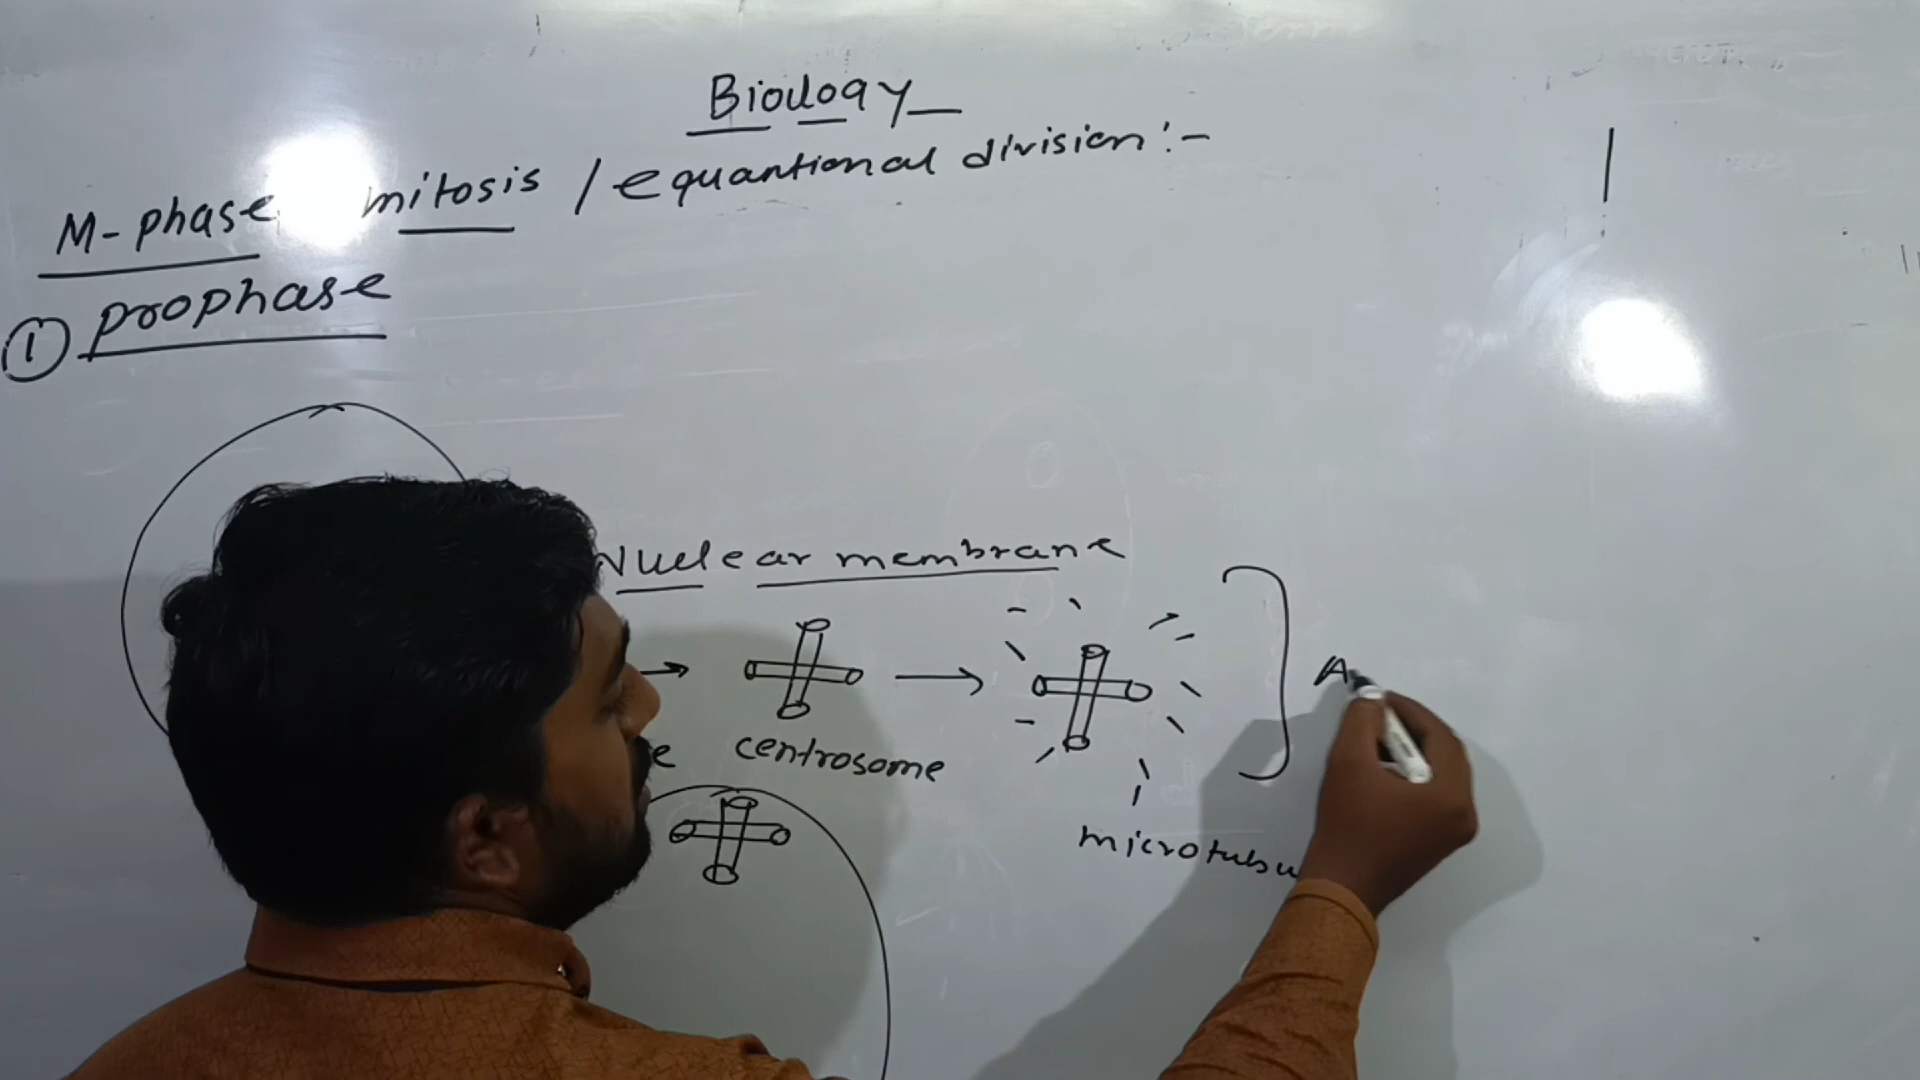 Biology
M-phase mitosis / equantional division :-
① prophase
Nuclear membrane
centrosome
microtubu
A